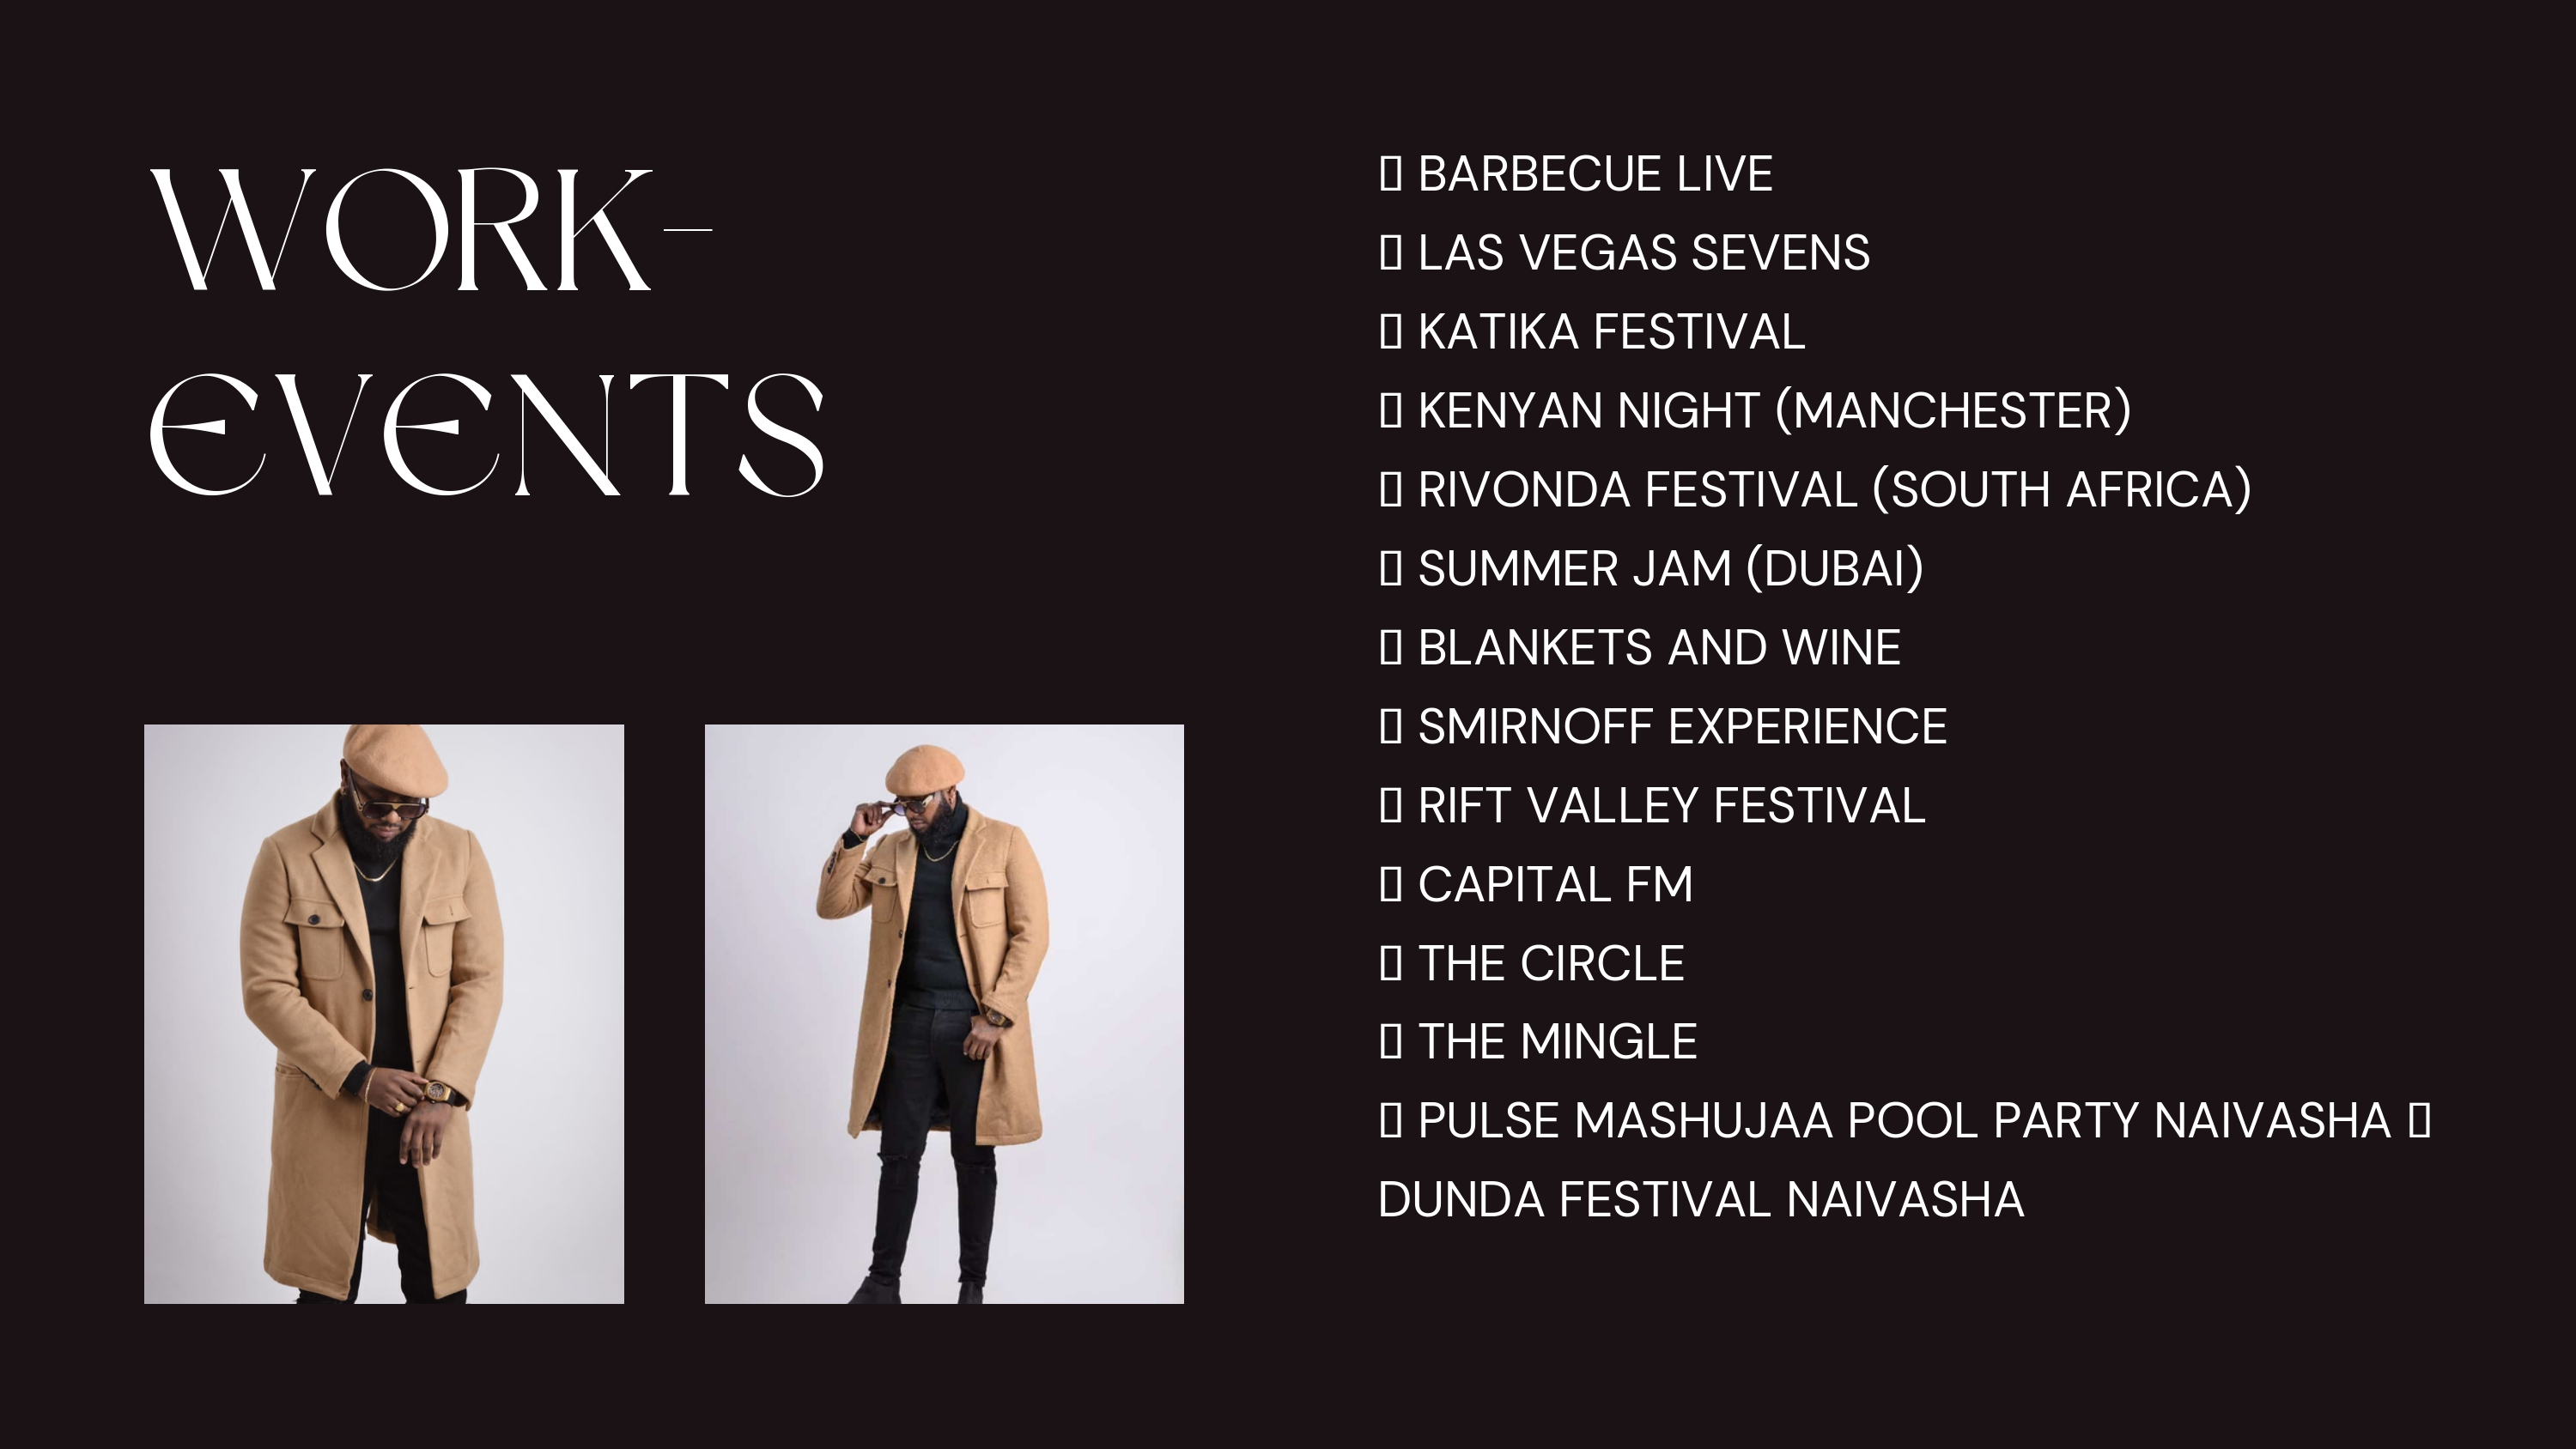 WORK-
EVENTS
▯ BARBECUE LIVE
▯ LAS VEGAS SEVENS
▯ KATIKA FESTIVAL
▯ KENYAN NIGHT (MANCHESTER)
▯ RIVONDA FESTIVAL (SOUTH AFRICA)
▯ SUMMER JAM (DUBAI)
▯ BLANKETS AND WINE
▯ SMIRNOFF EXPERIENCE
▯ RIFT VALLEY FESTIVAL
▯ CAPITAL FM
▯ THE CIRCLE
▯ THE MINGLE
▯ PULSE MASHUJAA POOL PARTY NAIVASHA ▯
DUNDA FESTIVAL NAIVASHA